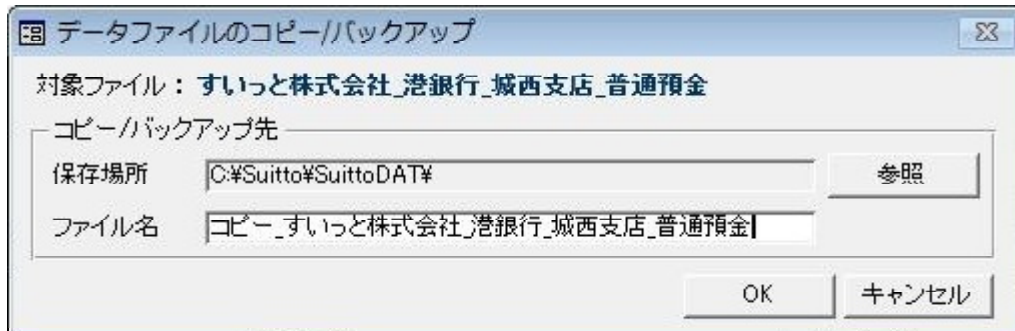 データファイルのコピー/バックアップ
対象ファイル： すいっと株式会社_港銀行_城西支店_普通預金
コピー/バックアップ先
保存場所 C:¥Suitto¥SuittoDAT¥ 参照
ファイル名 コピー_すいっと株式会社_港銀行_城西支店_普通預金
OK キャンセル